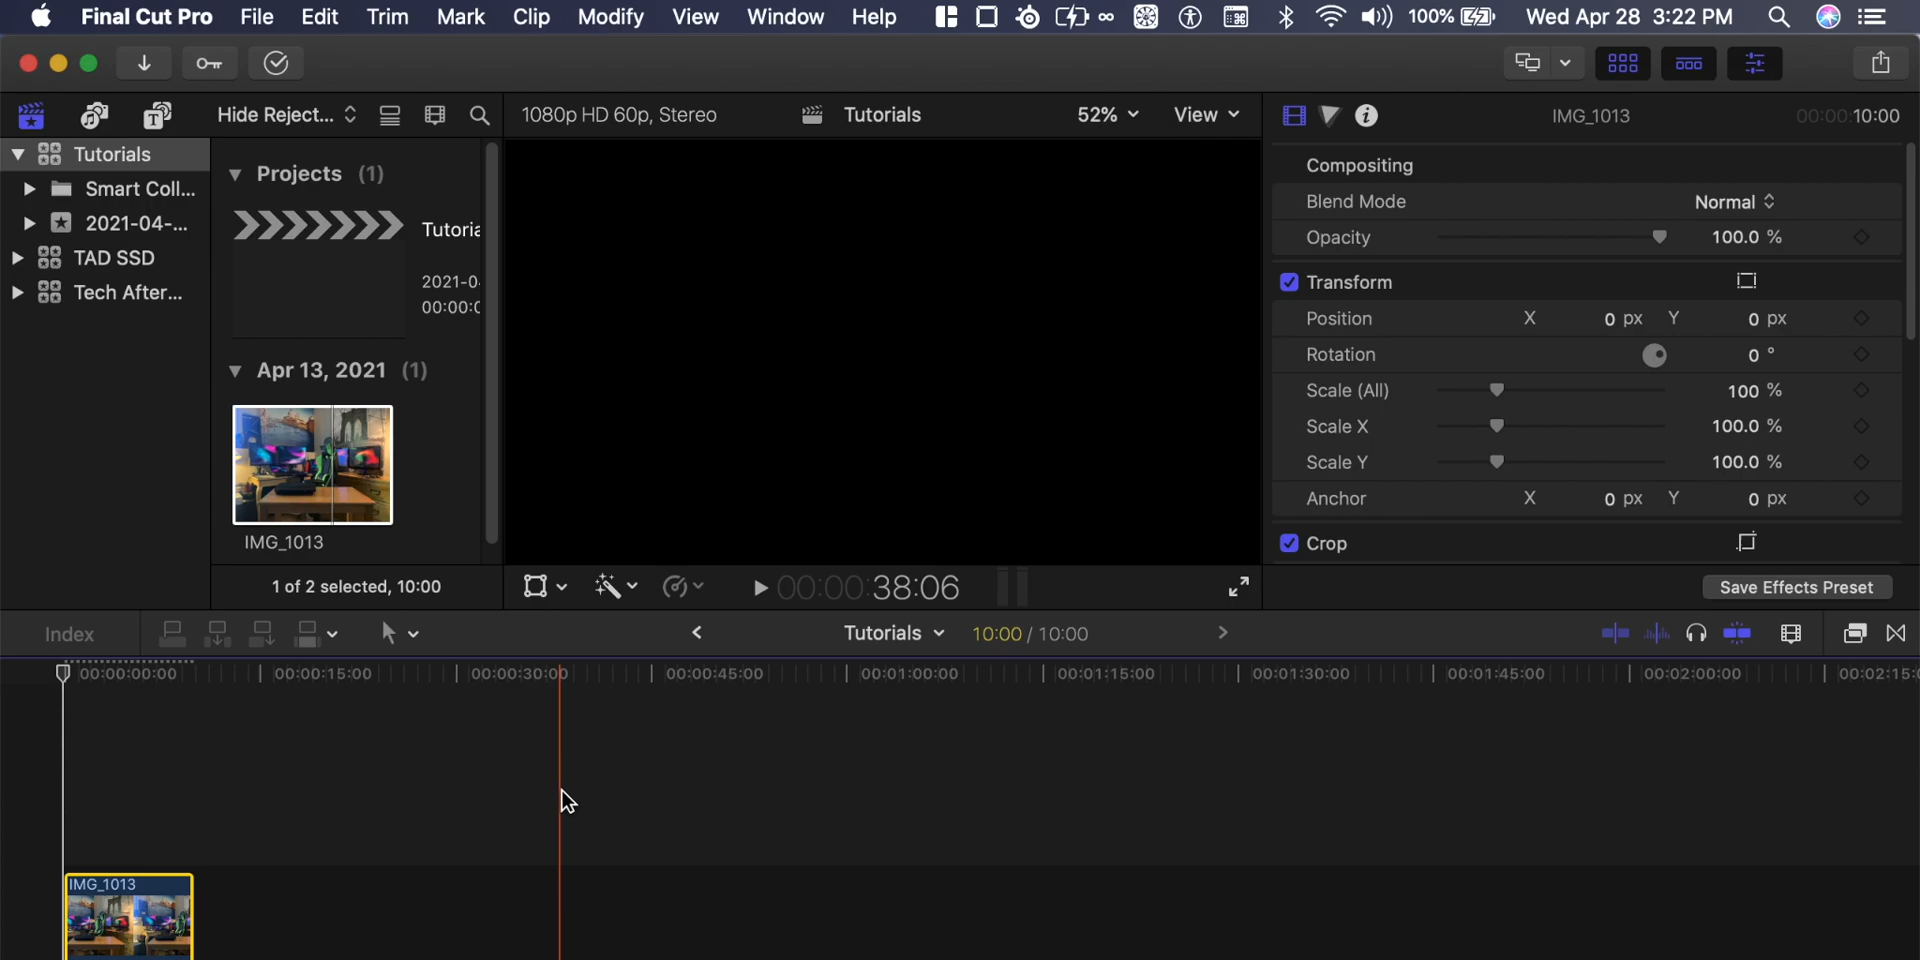 Final Cut Pro File Edit Trim Mark Clip Modify View Window Help 100% Wed Apr 28 3:22 PM
Hide Reject... 1080p HD 60p, Stereo Tutorials 52% View IMG_1013 00:00:10:00
Tutorials
Smart Coll...
2021-04-...
TAD SSD
Tech After...
Projects (1)
Tutoria
2021-0
00:00:0
Apr 13, 2021 (1)
IMG_1013
1 of 2 selected, 10:00
00:00:38:06
Compositing
Blend Mode Normal
Opacity 100.0 %
Transform
Position X 0 px Y 0 px
Rotation 0 °
Scale (All) 100 %
Scale X 100.0 %
Scale Y 100.0 %
Anchor X 0 px Y 0 px
Crop
Save Effects Preset
Index Tutorials 10:00 / 10:00
00:00:00:00 00:00:15:00 00:00:30:00 00:00:45:00 00:01:00:00 00:01:15:00 00:01:30:00 00:01:45:00 00:02:00:00 00:02:15:
IMG_1013